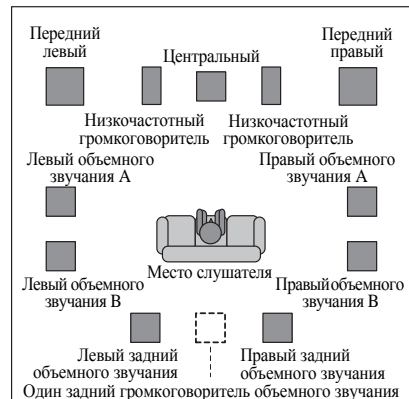 Передний
левый
Центральный
Передний
правый
Низкочастотный
громкоговоритель
Низкочастотный
громкоговоритель
Левый объемного
звучания A
Правый объемного
звучания A
Место слушателя
Левый объемного
звучания B
Правый объемного
звучания B
Левый задний
объемного звучания
Правый задний
объемного звучания
Один задний громкоговоритель объемного звучания